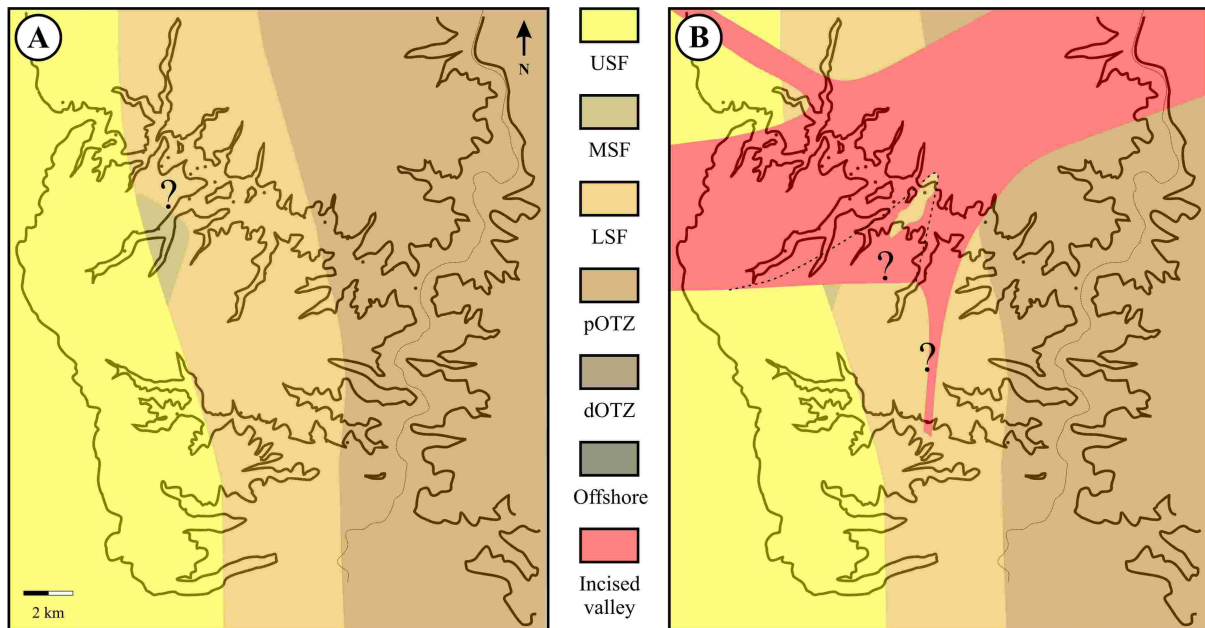 A
N
?
2 km
USF
MSF
LSF
pOTZ
dOTZ
Offshore
Incised
valley
B
?
?